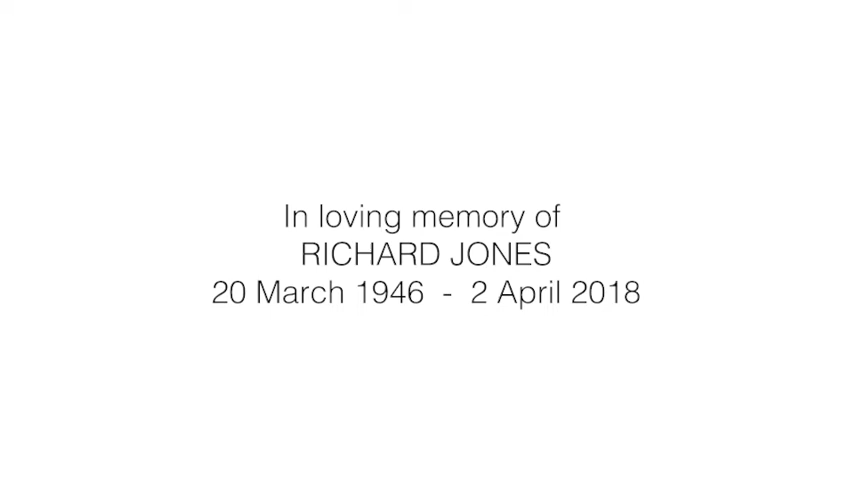 In loving memory of
RICHARD JONES
20 March 1946 - 2 April 2018